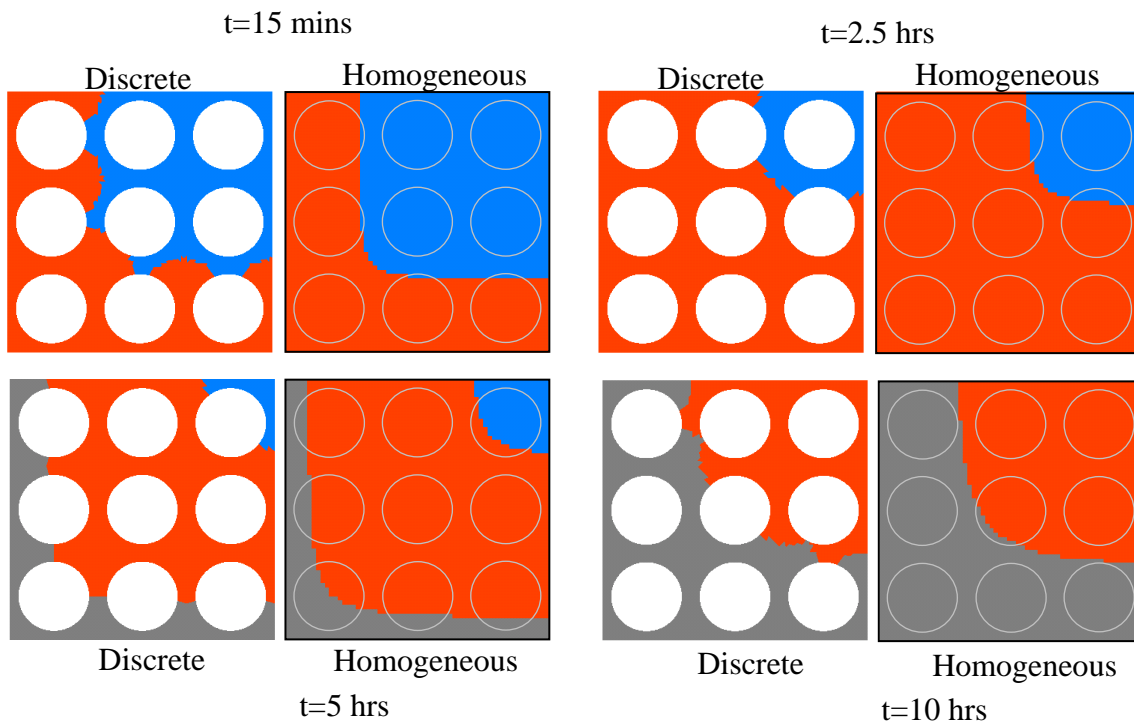 t=15 mins
t=2.5 hrs
Discrete
Homogeneous
Discrete
Homogeneous
Discrete
Homogeneous
Discrete
Homogeneous
t=5 hrs
t=10 hrs